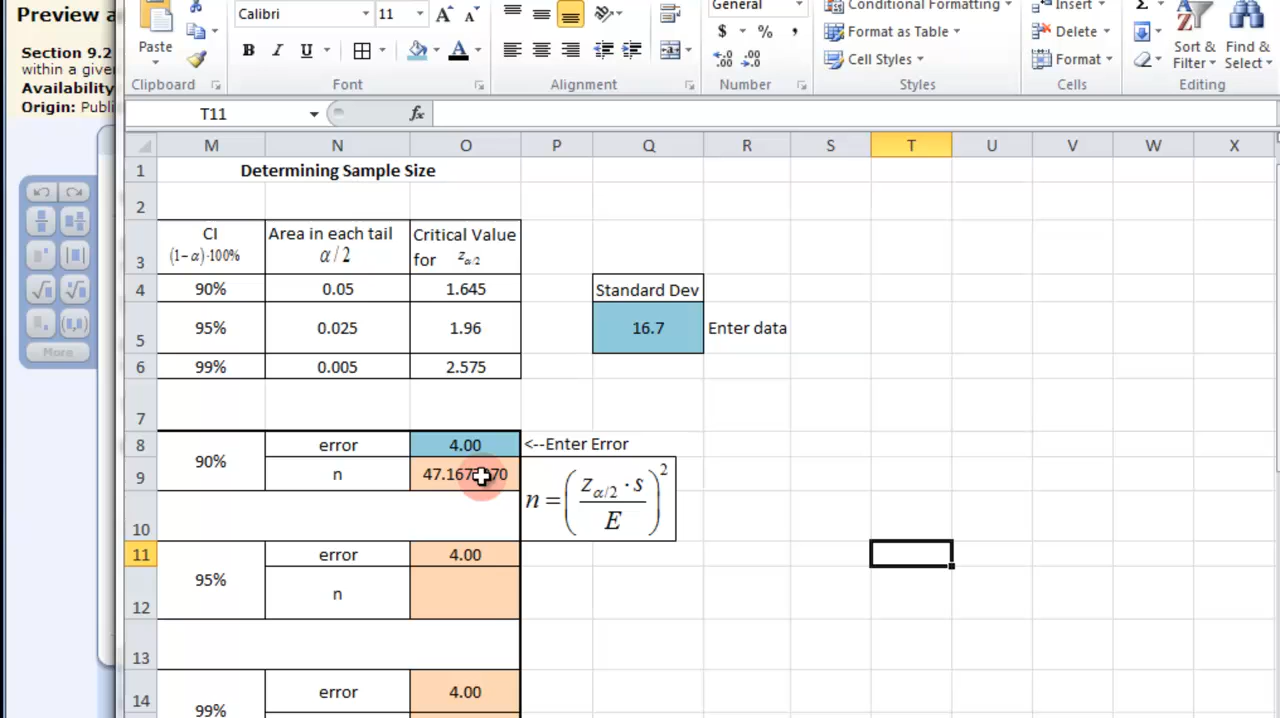 Preview a
Section 9.2
within a give
Availability
Origin: Publi
More
Paste
Clipboard
Calibri 11
B I U A
Font
Alignment
General
$ % ,
Number
Conditional Formatting
Format as Table
Cell Styles
Styles
Insert
Delete
Format
Cells
Σ
Sort & Filter
Find & Select
Editing
T11 fx
M N O P Q R S T U V W X
1 Determining Sample Size
2
3 CI (1−α)·100% Area in each tail α/2 Critical Value for zα/2
4 90% 0.05 1.645 Standard Dev
5 95% 0.025 1.96 16.7 Enter data
6 99% 0.005 2.575
7
8 error 4.00 <--Enter Error
90%
9 n n = (zα/2 · s / E)²
10
11 error 4.00
95%
12 n
13
14 error 4.00
99%